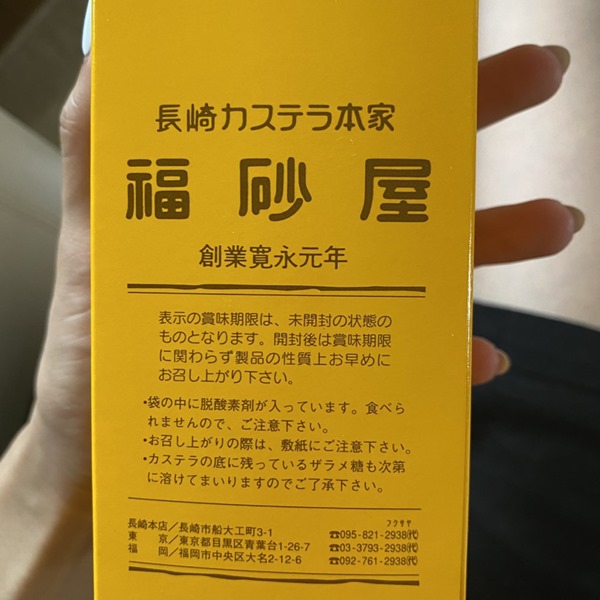 長崎カステラ本家
福砂屋
創業寛永元年
表示の賞味期限は、未開封の状態の
ものとなります。開封後は賞味期限
に関わらず製品の性質上お早めに
お召し上がり下さい。
•袋の中に脱酸素剤が入っています。食べら
れませんので、ご注意下さい。
•お召し上がりの際は、敷紙にご注意下さい。
•カステラの底に残っているザラメ糖も次第
に溶けてまいりますのでご了承下さい。
フクサヤ
長崎本店／長崎市船大工町3-1 ☎095-821-2938㈹
東京／東京都目黒区青葉台1-26-7 ☎03-3793-2938㈹
福岡／福岡市中央区大名2-12-6 ☎092-761-2938㈹